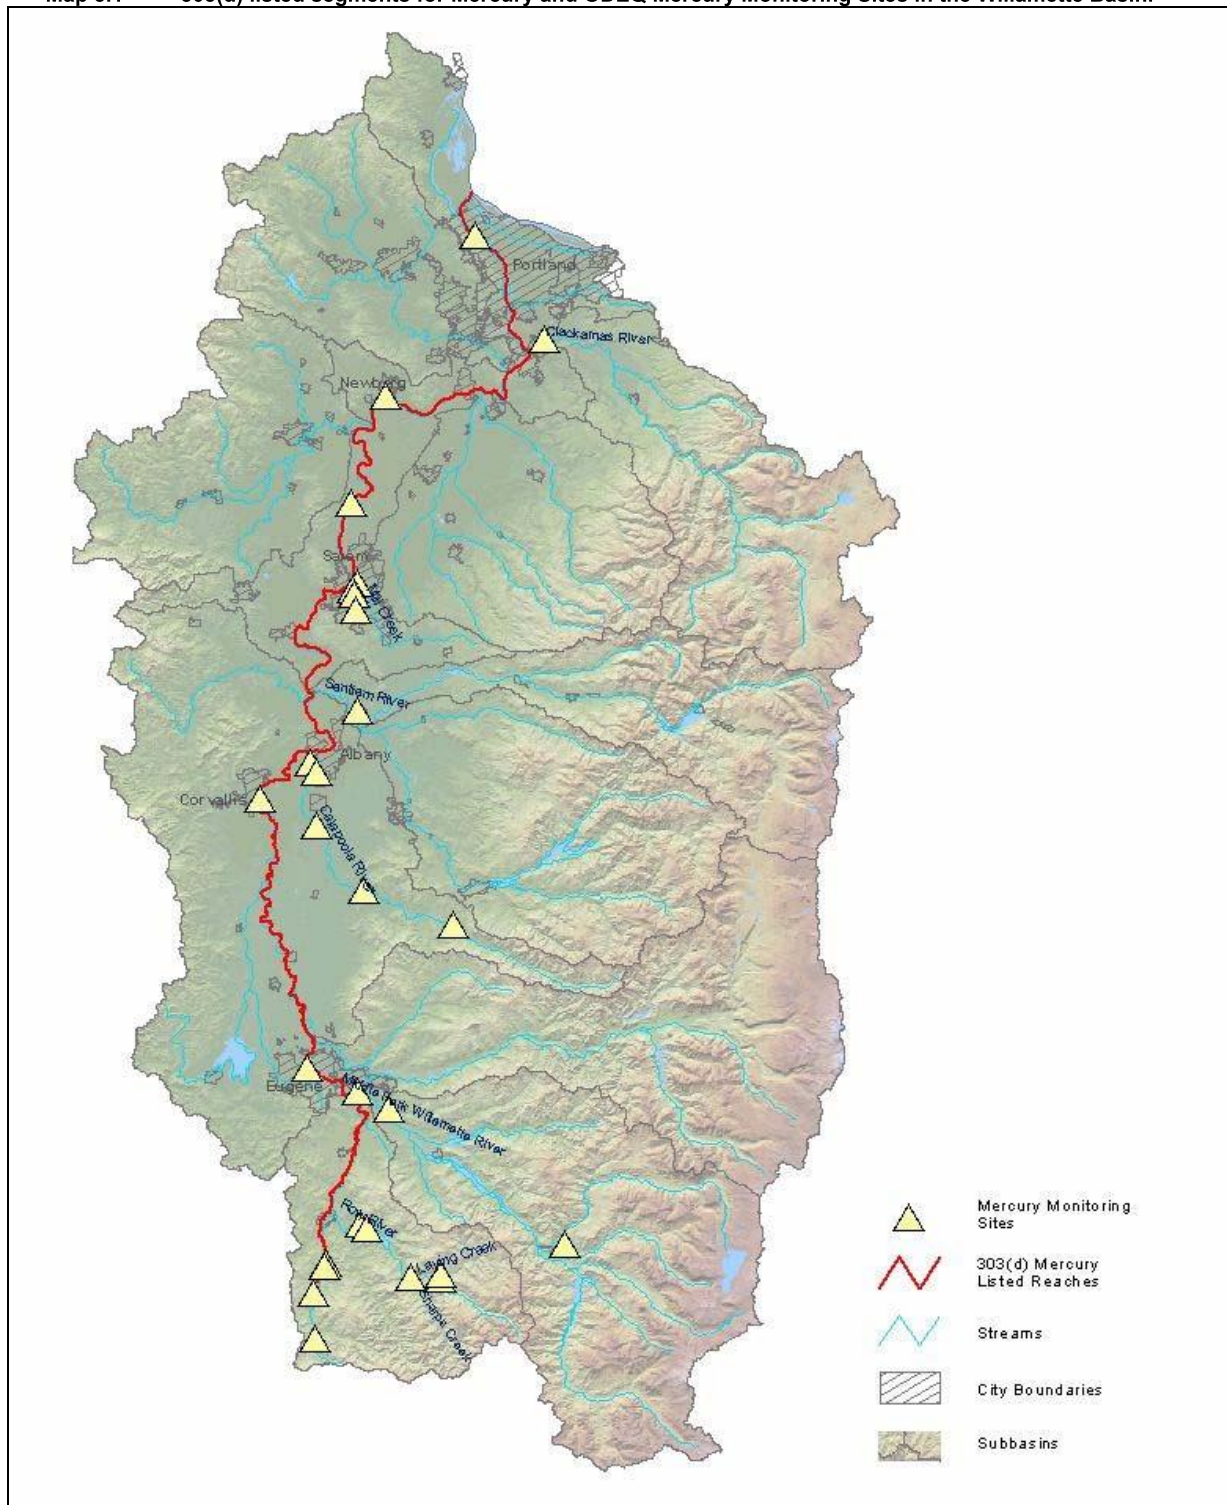 303(d) listed segments for Mercury and ODEQ Mercury Monitoring Sites in the Willamette Basin.
Portland
Clackamas River
Newberg
Salem
Mill Creek
Santiam River
Albany
Corvallis
Calapooia River
Eugene
Middle Fork Willamette River
Row River
Laying Creek
Sharps Creek
Mercury Monitoring
Sites
303(d) Mercury
Listed Reaches
Streams
City Boundaries
Subbasins